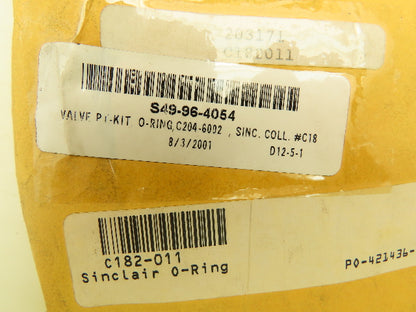 203171
C182011
S49-96-4054
VALVE PT-KIT O-RING,C204-6092 , SINC. COLL. #C18
8/3/2001 D12-5-1
C182-011
Sinclair O-Ring
PO-421436-